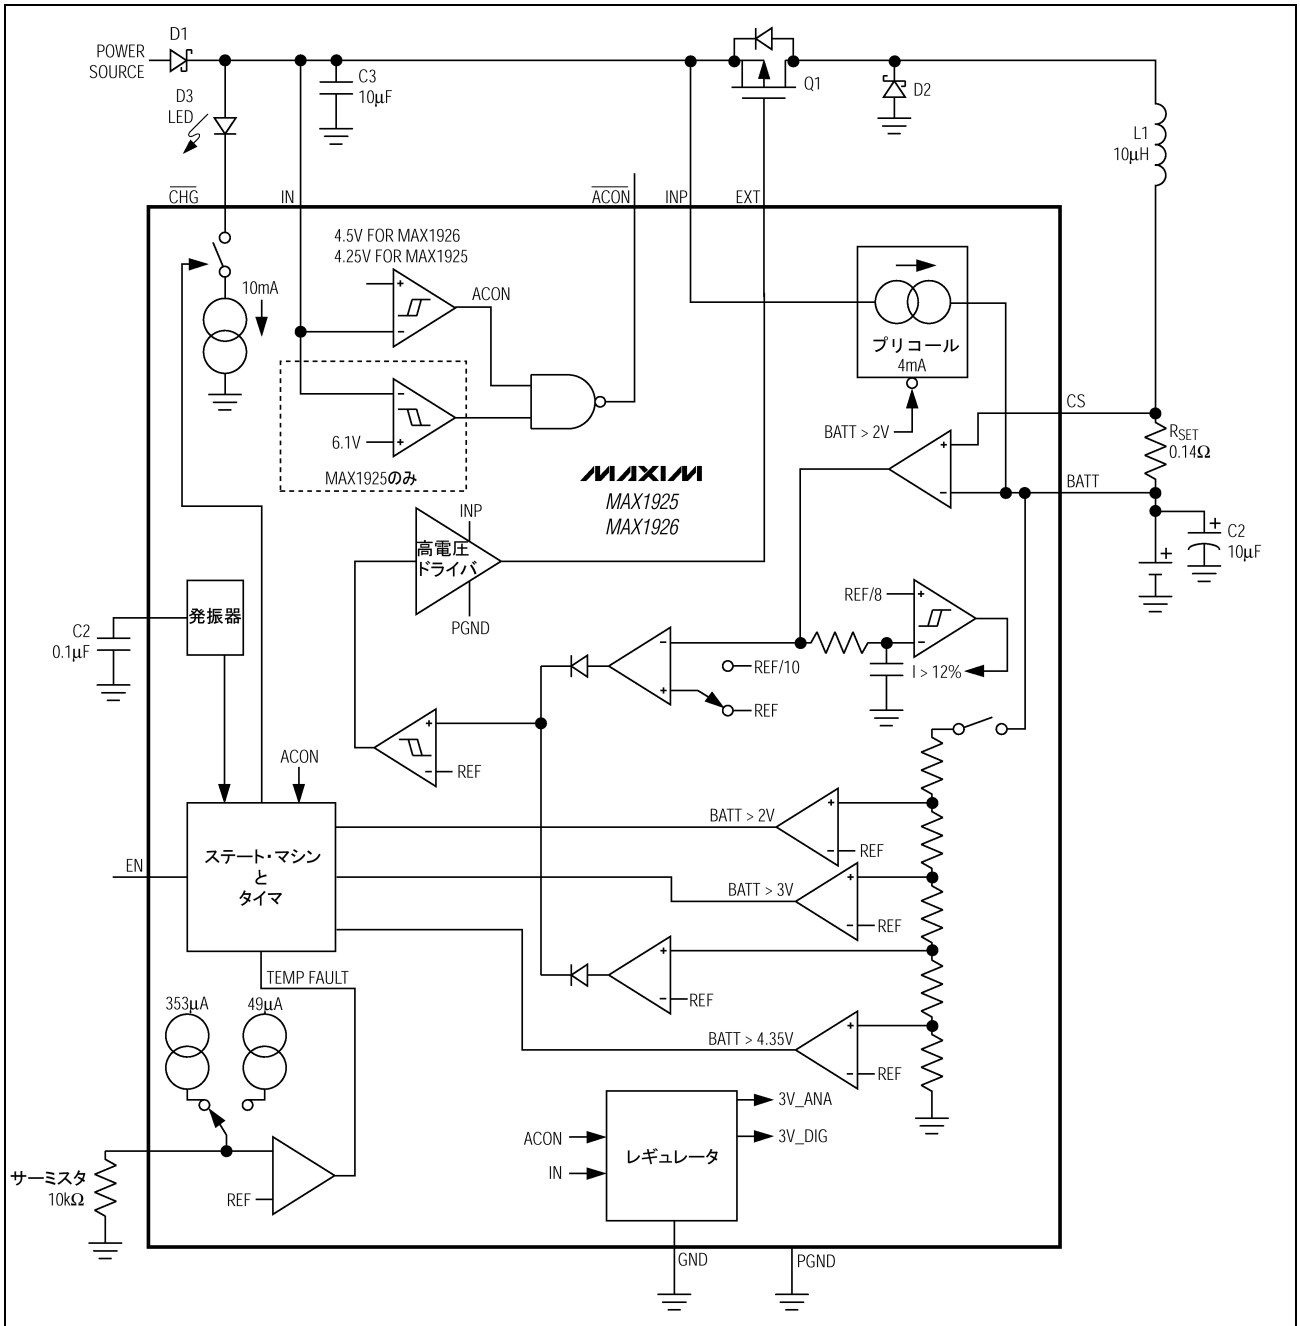 D1
POWER
SOURCE
D3
LED
C3
10µF
Q1
D2
L1
10µH
CHG
IN
ACON
INP
EXT
4.5V FOR MAX1926
4.25V FOR MAX1925
+
−
ACON
10mA
−
6.1V
+
MAX1925のみ
MAXIM
MAX1925
MAX1926
プリコール
4mA
BATT > 2V
CS
RSET
0.14Ω
BATT
+
−
+
+
C2
10µF
INP
高電圧
ドライバ
PGND
発振器
C2
0.1µF
REF/8
+
−
I > 12%
−
+
REF/10
REF
+
−
REF
ACON
ステート・マシン
と
タイマ
EN
BATT > 2V
+
−
REF
BATT > 3V
+
−
REF
+
−
REF
BATT > 4.35V
+
−
REF
TEMP FAULT
353µA
49µA
サーミスタ
10kΩ
REF
ACON
IN
レギュレータ
3V_ANA
3V_DIG
GND
PGND